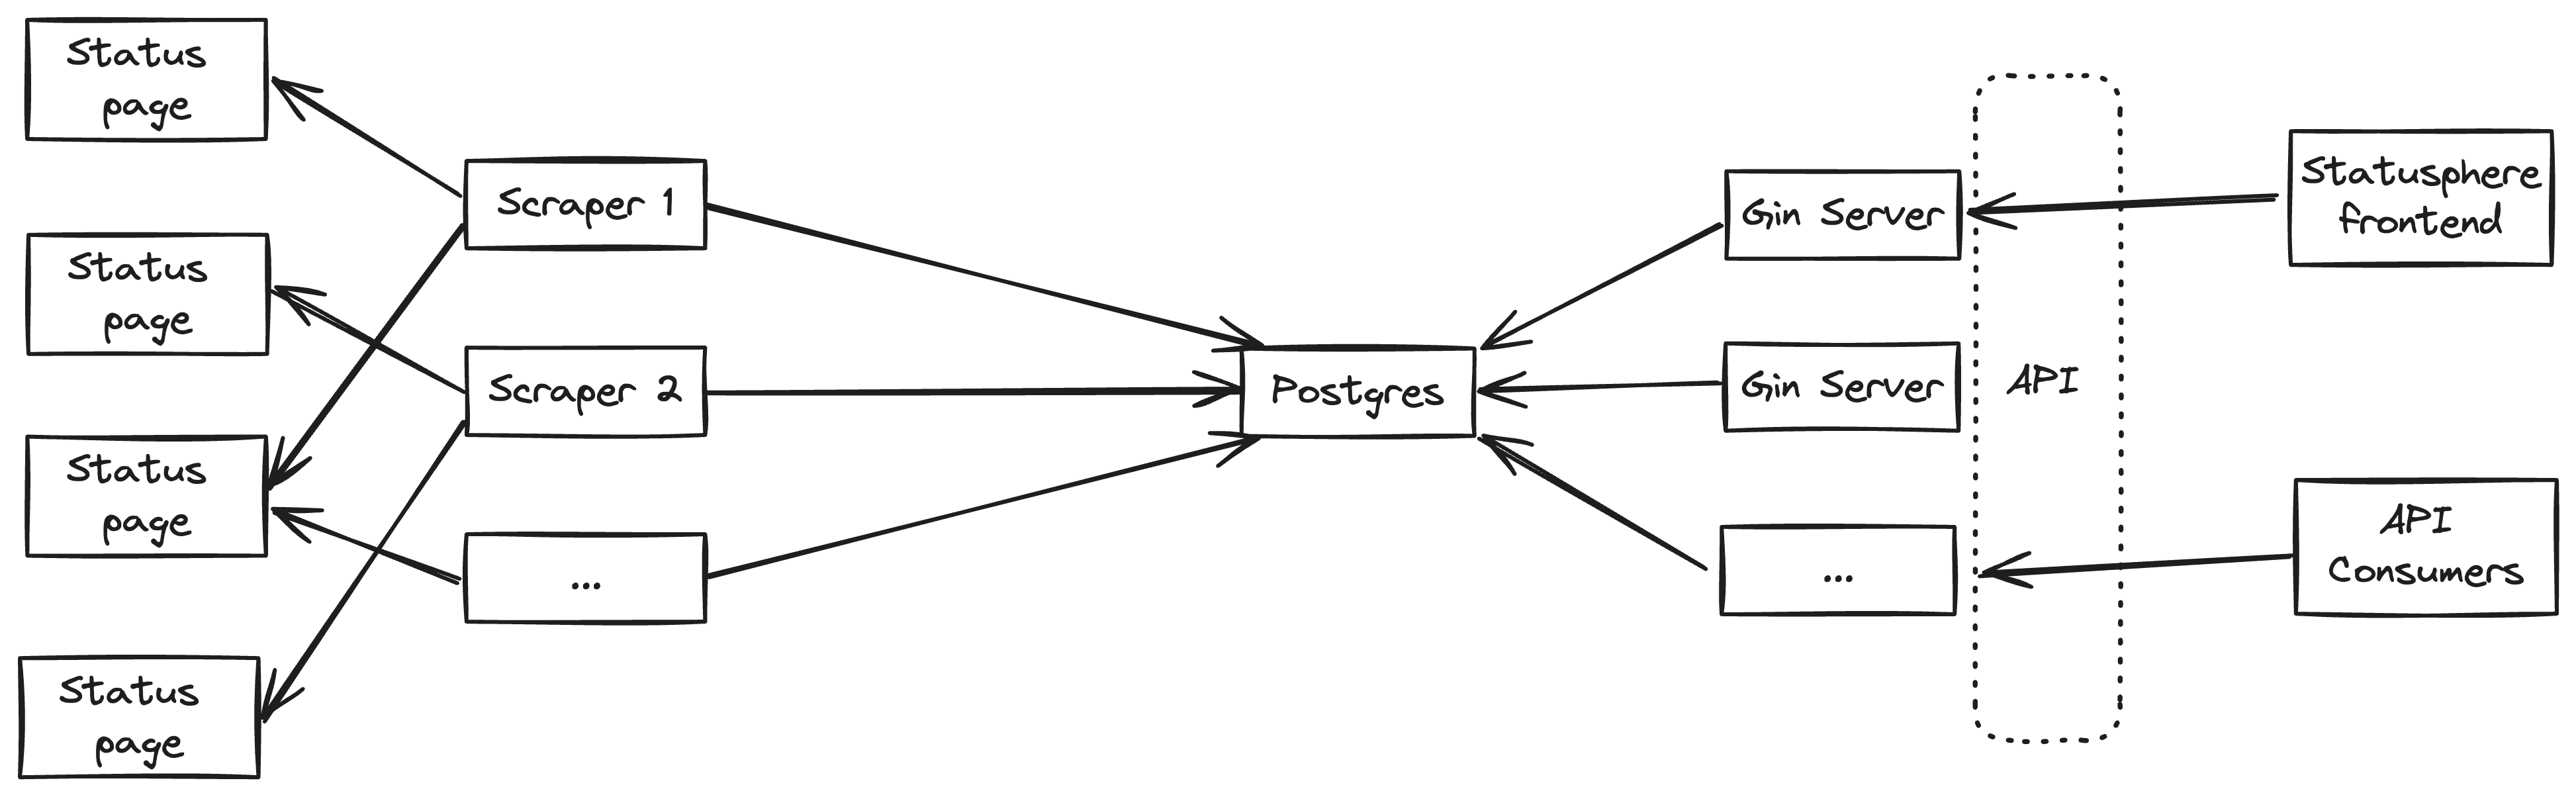 Status
page
Status
page
Status
page
Status
page
Scraper 1
Scraper 2
...
Postgres
Gin Server
Gin Server
...
API
Statusphere
frontend
API
Consumers